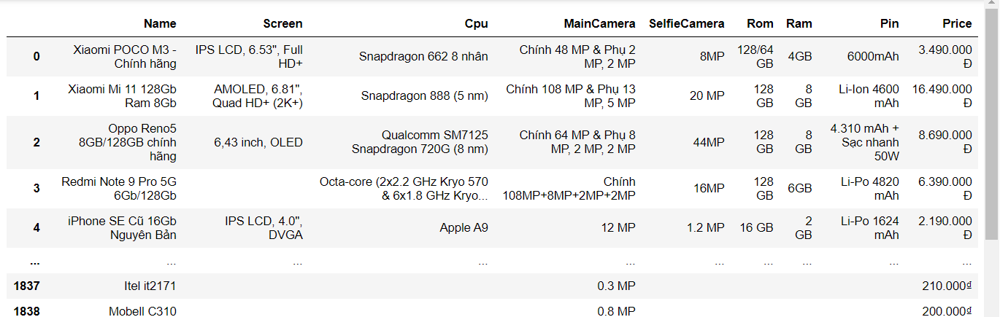 Name Screen Cpu MainCamera SelfieCamera Rom Ram Pin Price
0 Xiaomi POCO M3 - Chính hãng IPS LCD, 6.53", Full HD+ Snapdragon 662 8 nhân Chính 48 MP & Phụ 2 MP, 2 MP 8MP 128/64 GB 4GB 6000mAh 3.490.000 Đ
1 Xiaomi Mi 11 128Gb Ram 8Gb AMOLED, 6.81", Quad HD+ (2K+) Snapdragon 888 (5 nm) Chính 108 MP & Phụ 13 MP, 5 MP 20 MP 128 GB 8 GB Li-Ion 4600 mAh 16.490.000 Đ
2 Oppo Reno5 8GB/128GB chính hãng 6,43 inch, OLED Qualcomm SM7125 Snapdragon 720G (8 nm) Chính 64 MP & Phụ 8 MP, 2 MP, 2 MP 44MP 128 GB 8 GB 4.310 mAh + Sạc nhanh 50W 8.690.000 Đ
3 Redmi Note 9 Pro 5G 6Gb/128Gb Octa-core (2x2.2 GHz Kryo 570 & 6x1.8 GHz Kryo... Chính 108MP+8MP+2MP+2MP 16MP 128 GB 6GB Li-Po 4820 mAh 6.390.000 Đ
4 iPhone SE Cũ 16Gb Nguyên Bản IPS LCD, 4.0", DVGA Apple A9 12 MP 1.2 MP 16 GB 2 GB Li-Po 1624 mAh 2.190.000 Đ
... ... ... ... ... ... ... ... ... ...
1837 Itel it2171 0.3 MP 210.000₫
1838 Mobell C310 0.8 MP 200.000₫